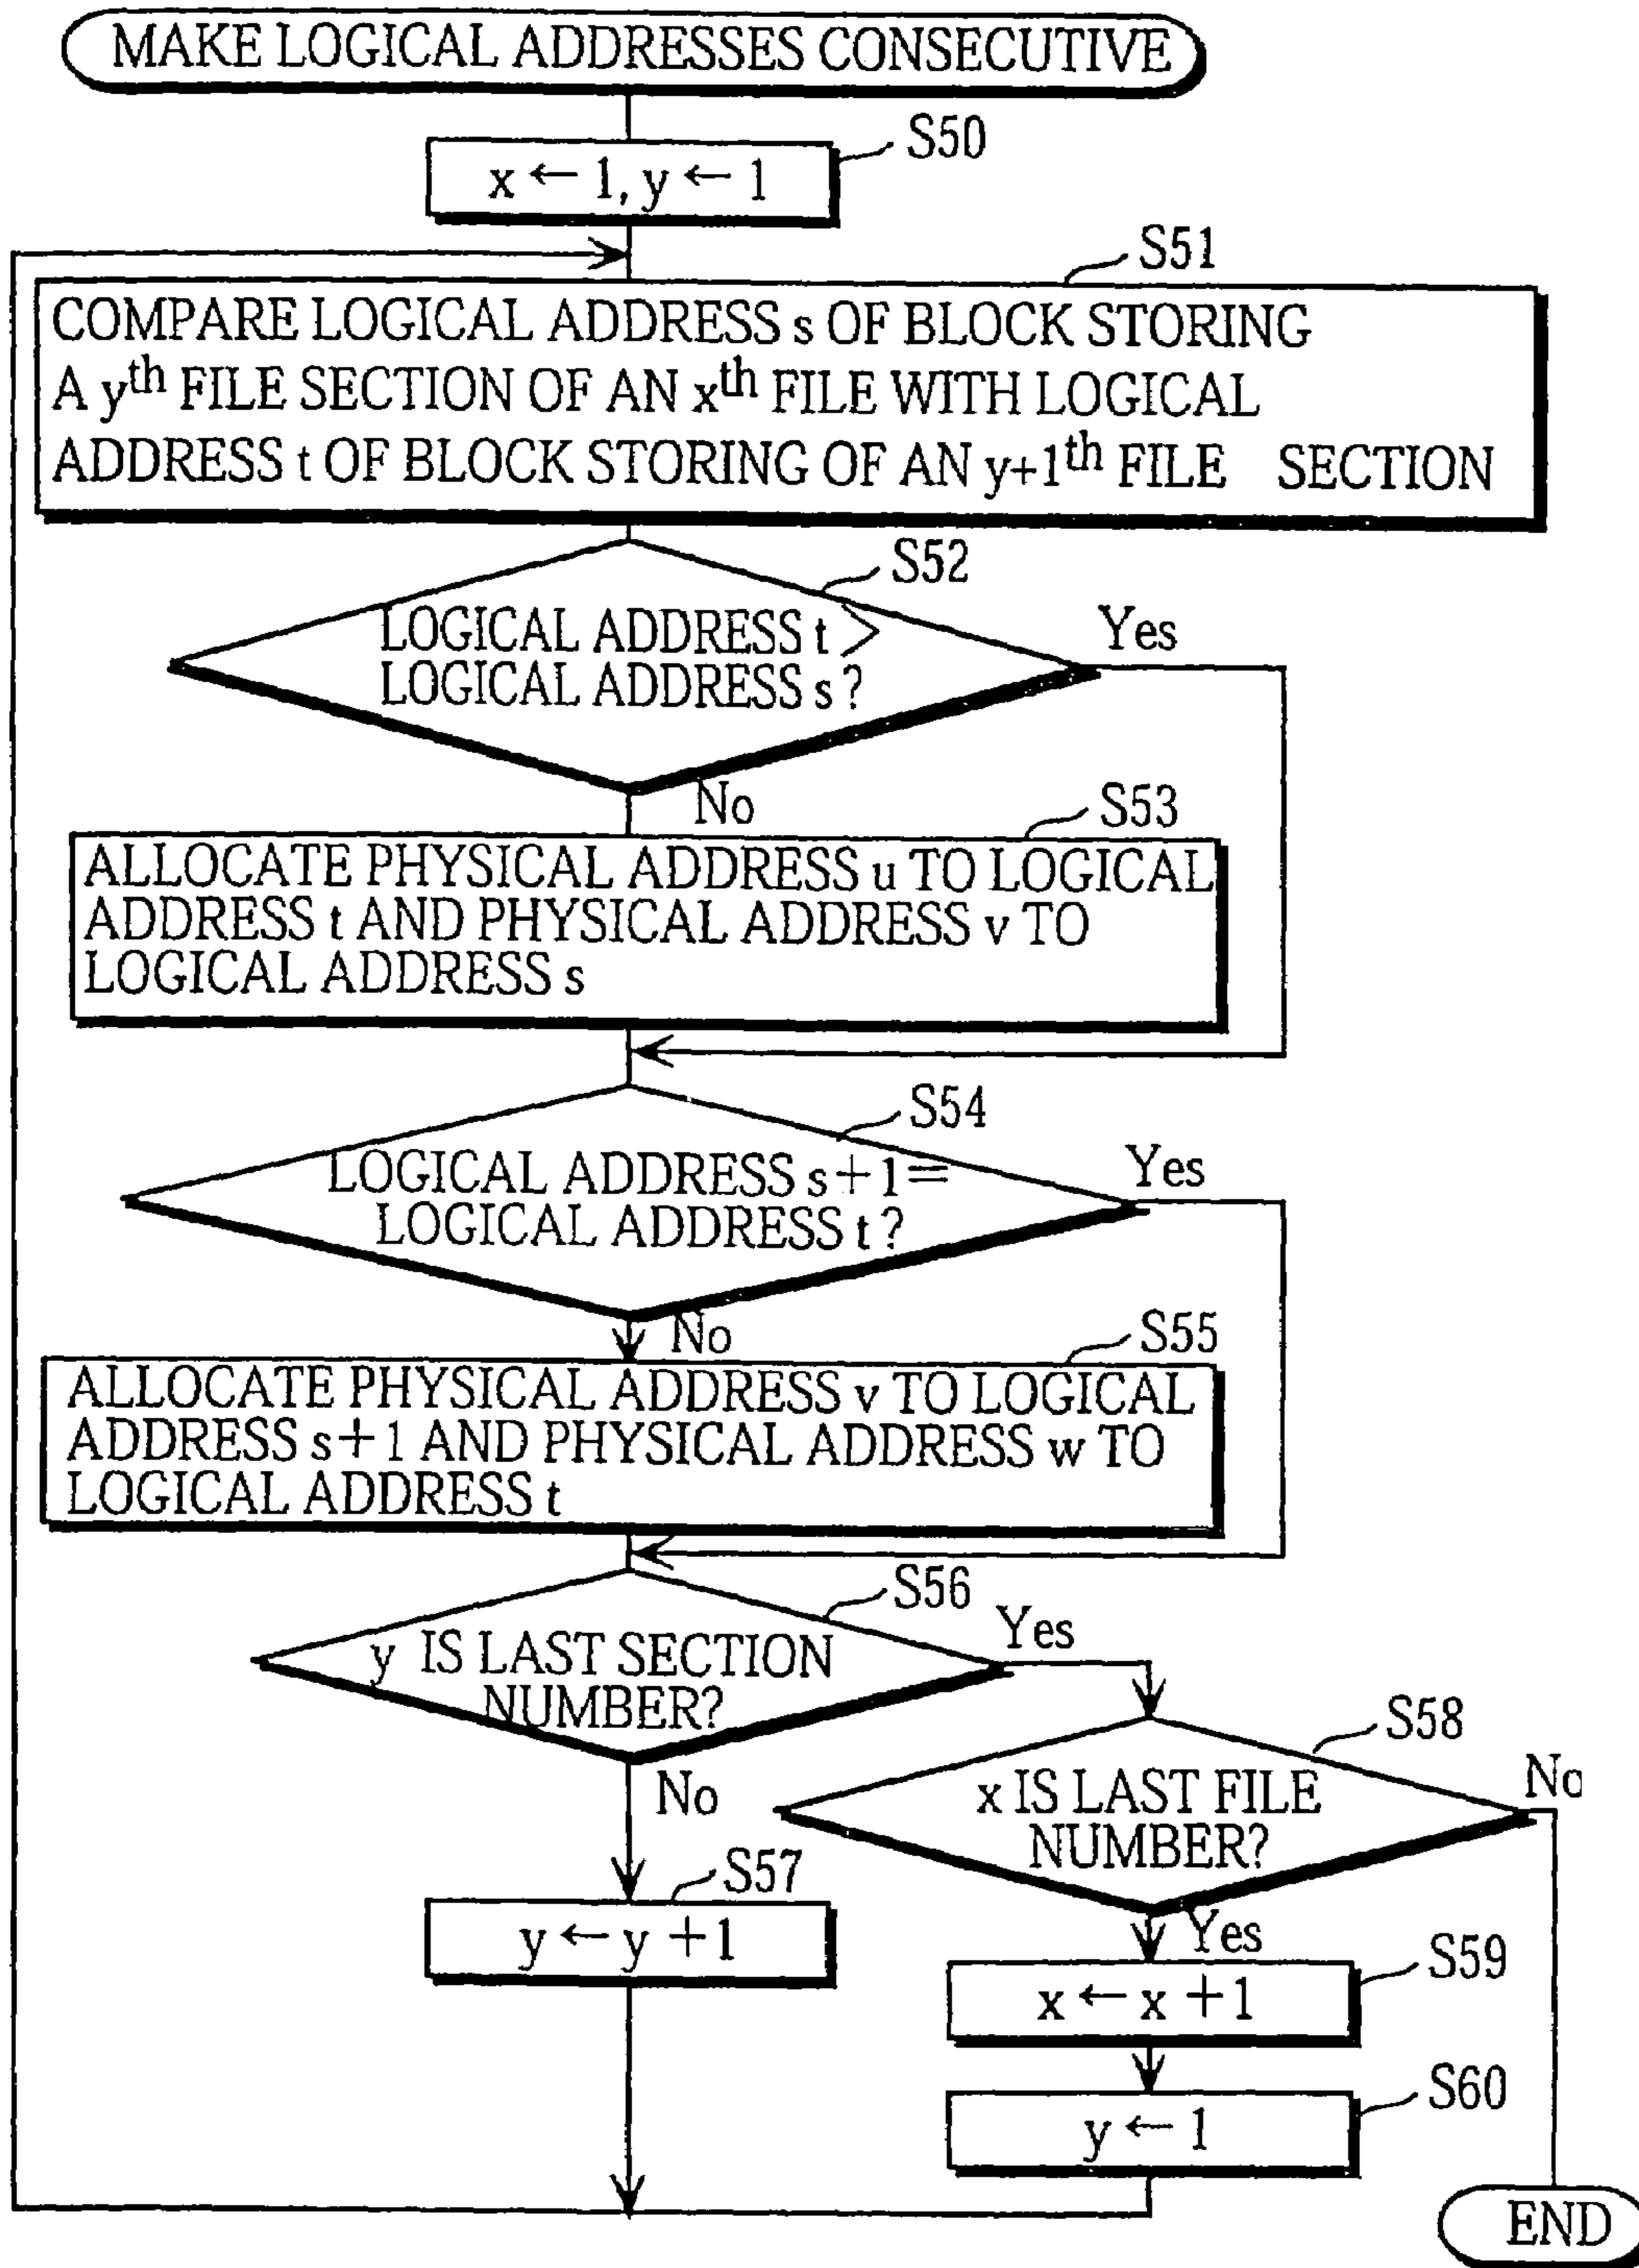 MAKE LOGICAL ADDRESSES CONSECUTIVE
S50
x ← 1, y ← 1
S51
COMPARE LOGICAL ADDRESS s OF BLOCK STORING
A yth FILE SECTION OF AN xth FILE WITH LOGICAL
ADDRESS t OF BLOCK STORING OF AN y+1th FILE SECTION
S52
LOGICAL ADDRESS t >
LOGICAL ADDRESS s ?
Yes
No
S53
ALLOCATE PHYSICAL ADDRESS u TO LOGICAL
ADDRESS t AND PHYSICAL ADDRESS v TO
LOGICAL ADDRESS s
S54
LOGICAL ADDRESS s+1=
LOGICAL ADDRESS t ?
Yes
No
S55
ALLOCATE PHYSICAL ADDRESS v TO LOGICAL
ADDRESS s+1 AND PHYSICAL ADDRESS w TO
LOGICAL ADDRESS t
S56
y IS LAST SECTION
NUMBER?
Yes
No
S57
y ← y +1
S58
x IS LAST FILE
NUMBER?
No
Yes
S59
x ← x +1
S60
y ← 1
END